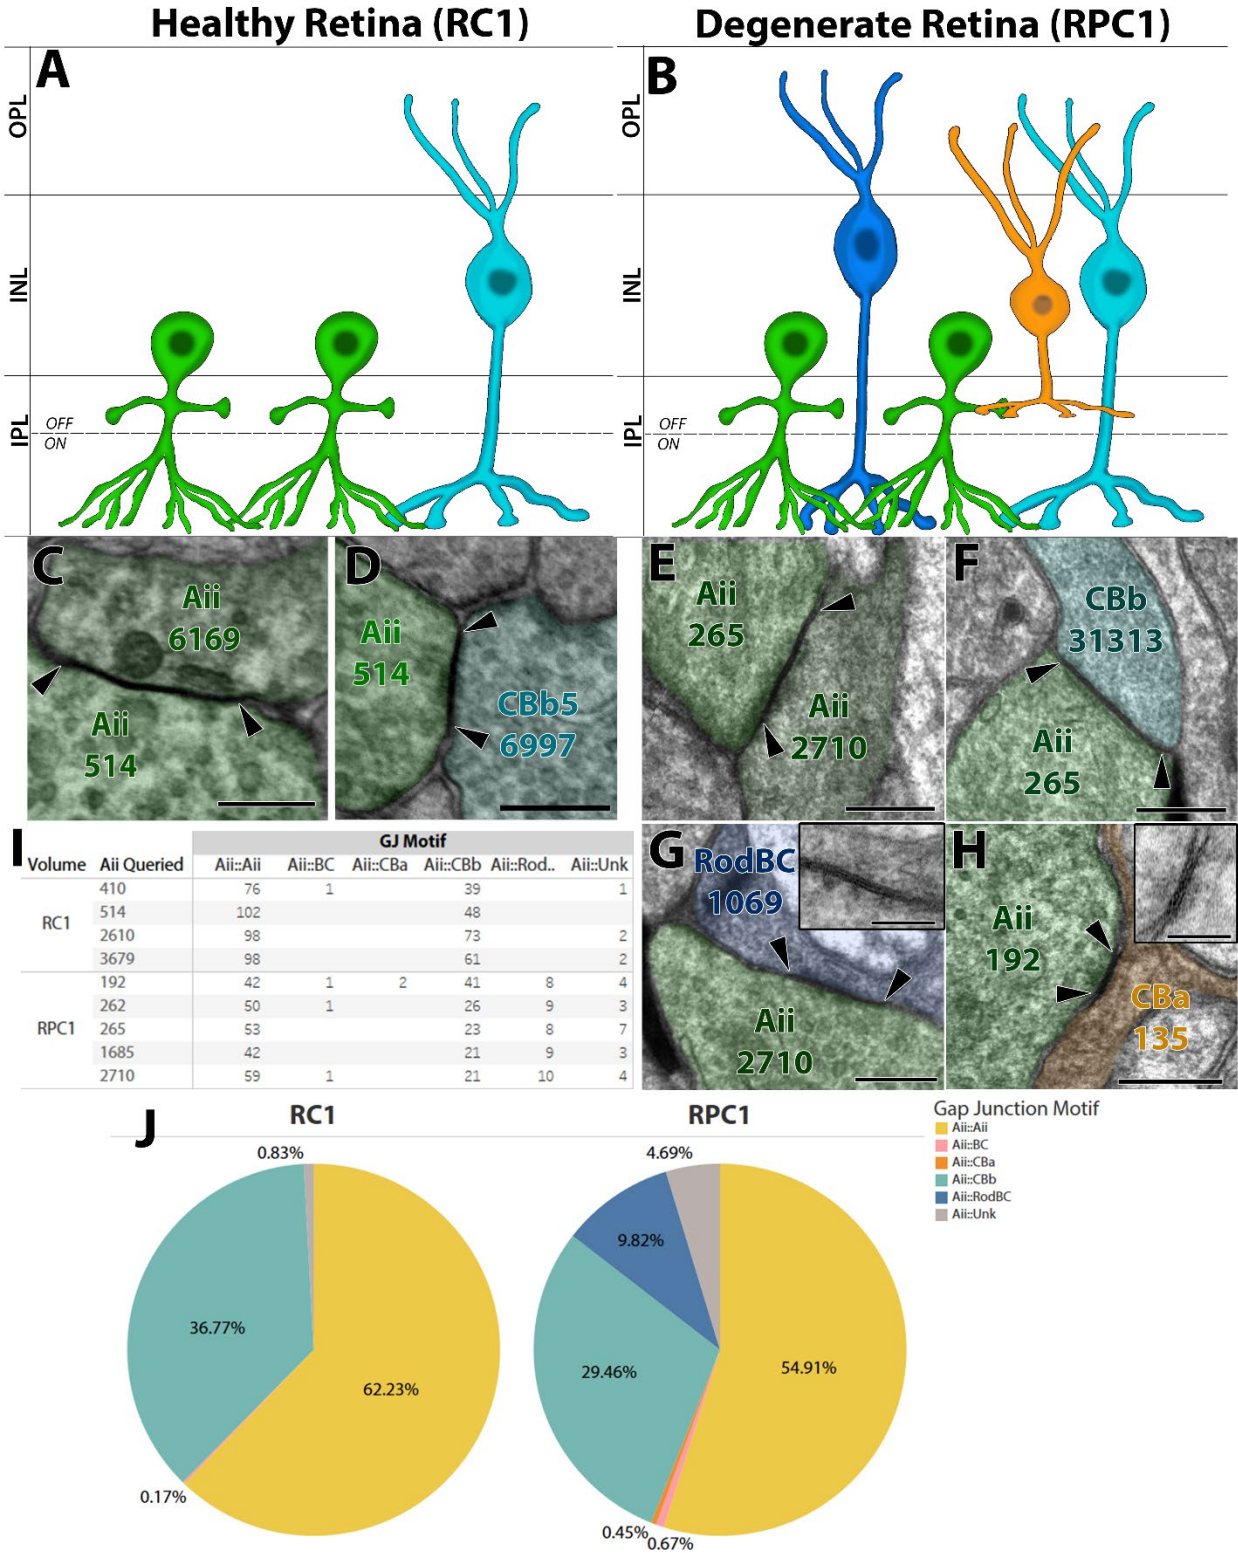 Healthy Retina (RC1)
Degenerate Retina (RPC1)
A
B
OPL
INL
IPL
OFF
ON
OPL
INL
IPL
OFF
ON
C
Aii
6169
Aii
514
D
Aii
514
CBb5
6997
E
Aii
265
Aii
2710
F
CBb
31313
Aii
265
G
RodBC
1069
Aii
2710
H
Aii
192
CBa
135
I
GJ Motif
Volume Aii Queried Aii::Aii Aii::BC Aii::CBa Aii::CBb Aii::Rod.. Aii::Unk
RC1
410 76 1 39 1
514 102 48
2610 98 73 2
3679 98 61 2
RPC1
192 42 1 2 41 8 4
262 50 1 26 9 3
265 53 23 8 7
1685 42 21 9 3
2710 59 1 21 10 4
J
RC1
RPC1
0.83%
36.77%
62.23%
0.17%
4.69%
9.82%
29.46%
54.91%
0.45%
0.67%
Gap Junction Motif
Aii::Aii
Aii::BC
Aii::CBa
Aii::CBb
Aii::RodBC
Aii::Unk